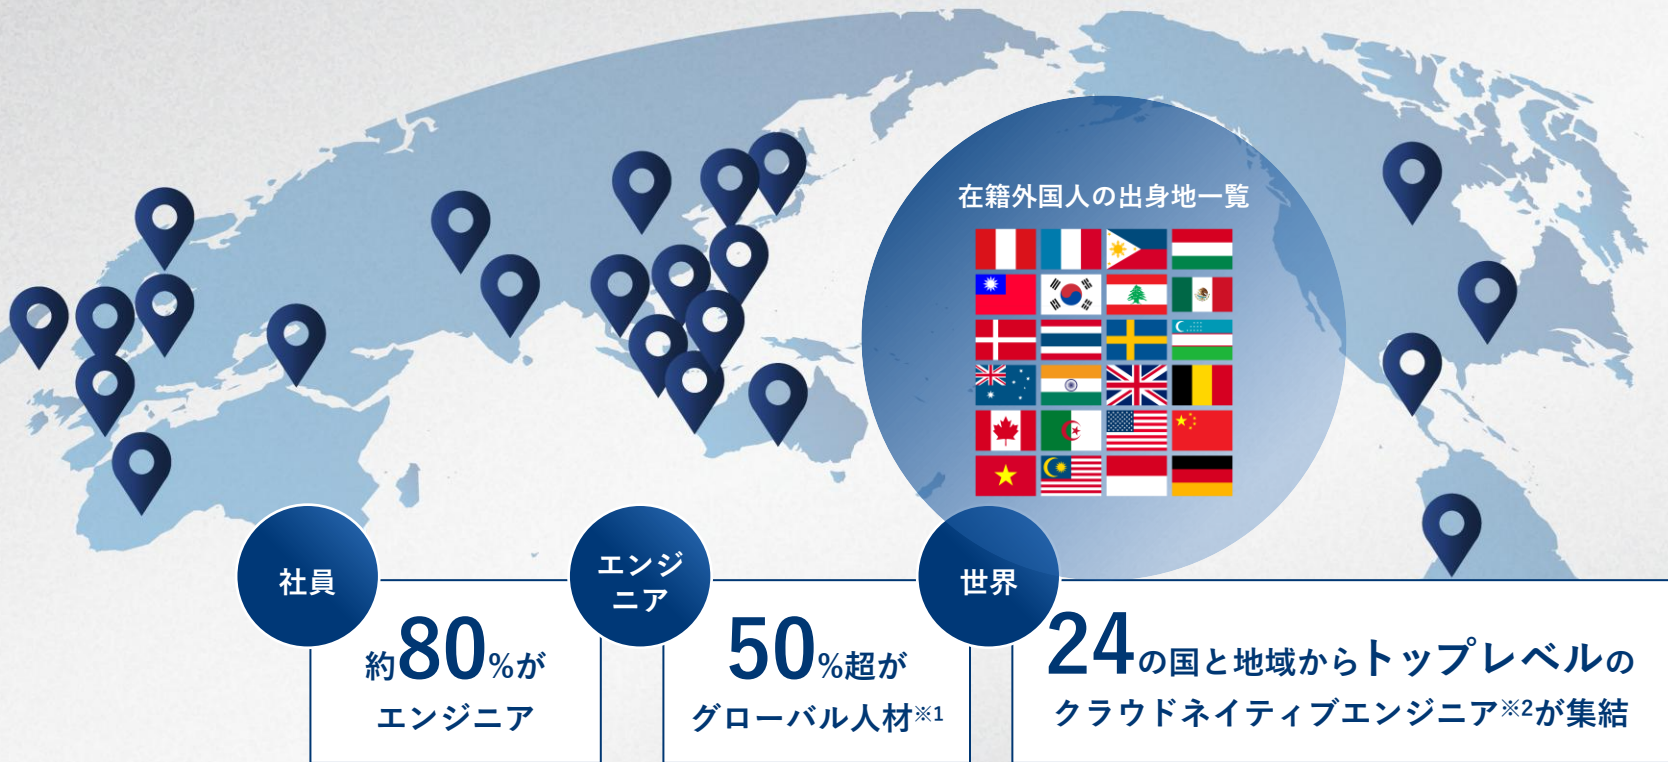 在籍外国人の出身地一覧
社員
約80%が
エンジニア
エンジ
ニア
50%超が
グローバル人材※1
世界
24の国と地域からトップレベルの
クラウドネイティブエンジニア※2が集結